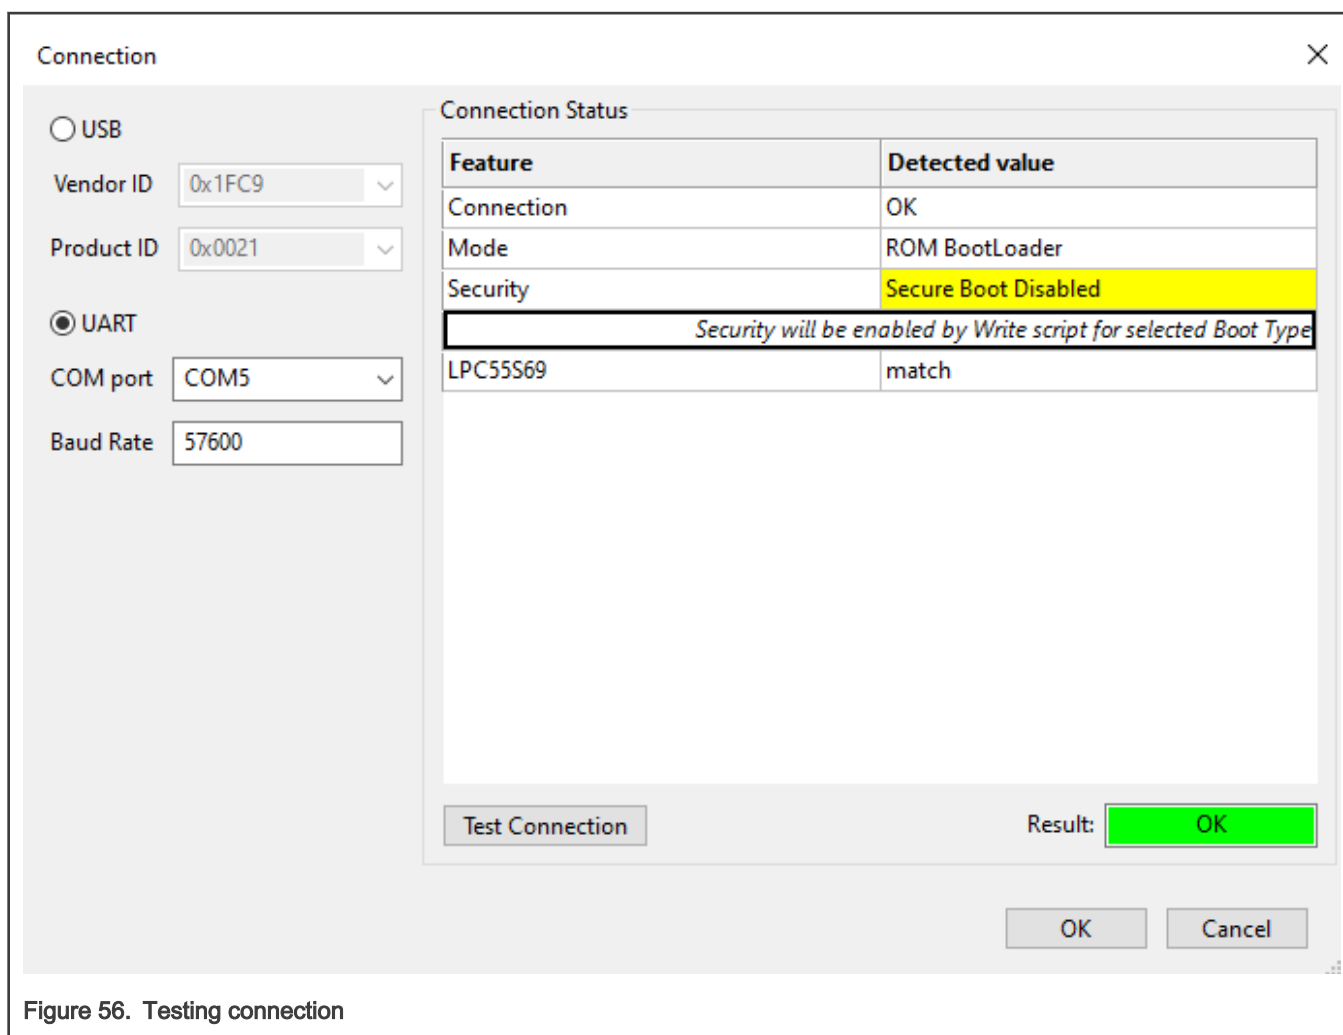 Connection
USB
Vendor ID 0x1FC9
Product ID 0x0021
UART
COM port COM5
Baud Rate 57600
Connection Status
Feature Detected value
Connection OK
Mode ROM BootLoader
Security Secure Boot Disabled
Security will be enabled by Write script for selected Boot Type
LPC55S69 match
Test Connection Result: OK
OK Cancel
Figure 56. Testing connection